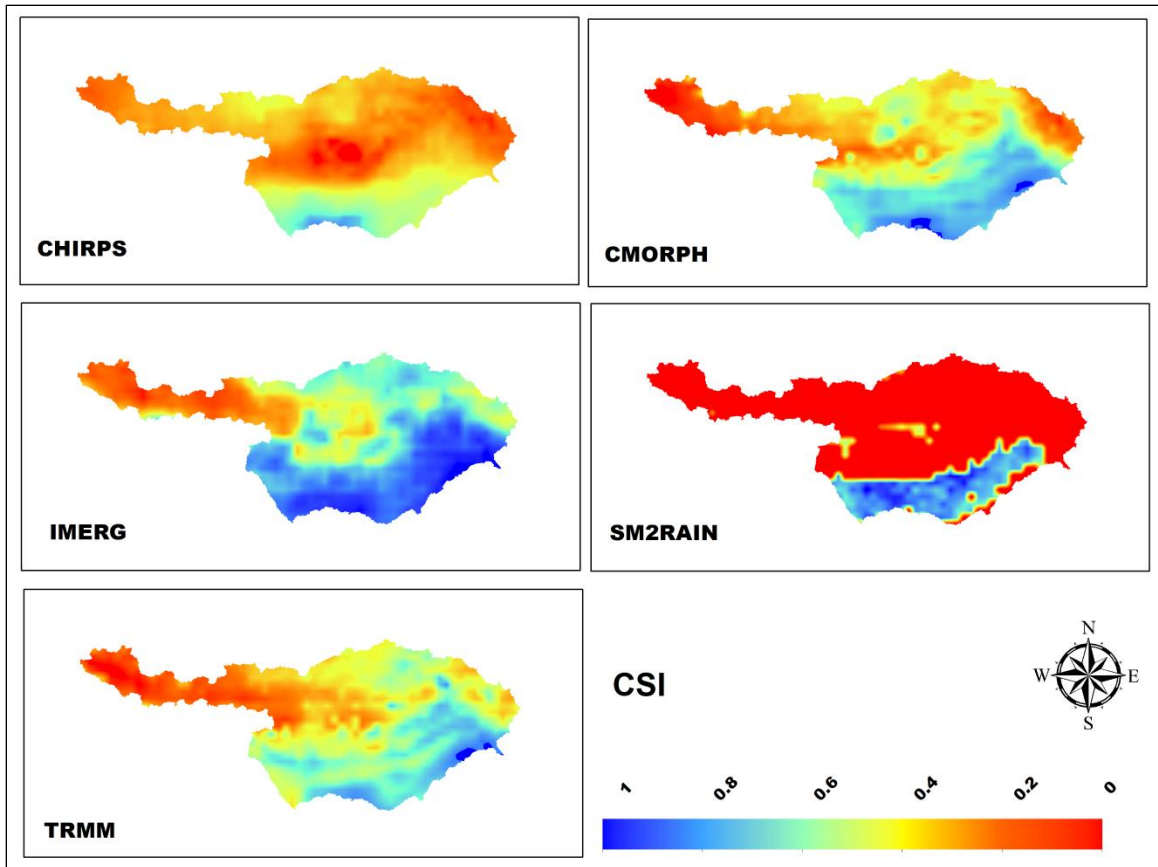 CHIRPS
CMORPH
IMERG
SM2RAIN
TRMM
CSI
N
W E
S
1 0.8 0.6 0.4 0.2 0